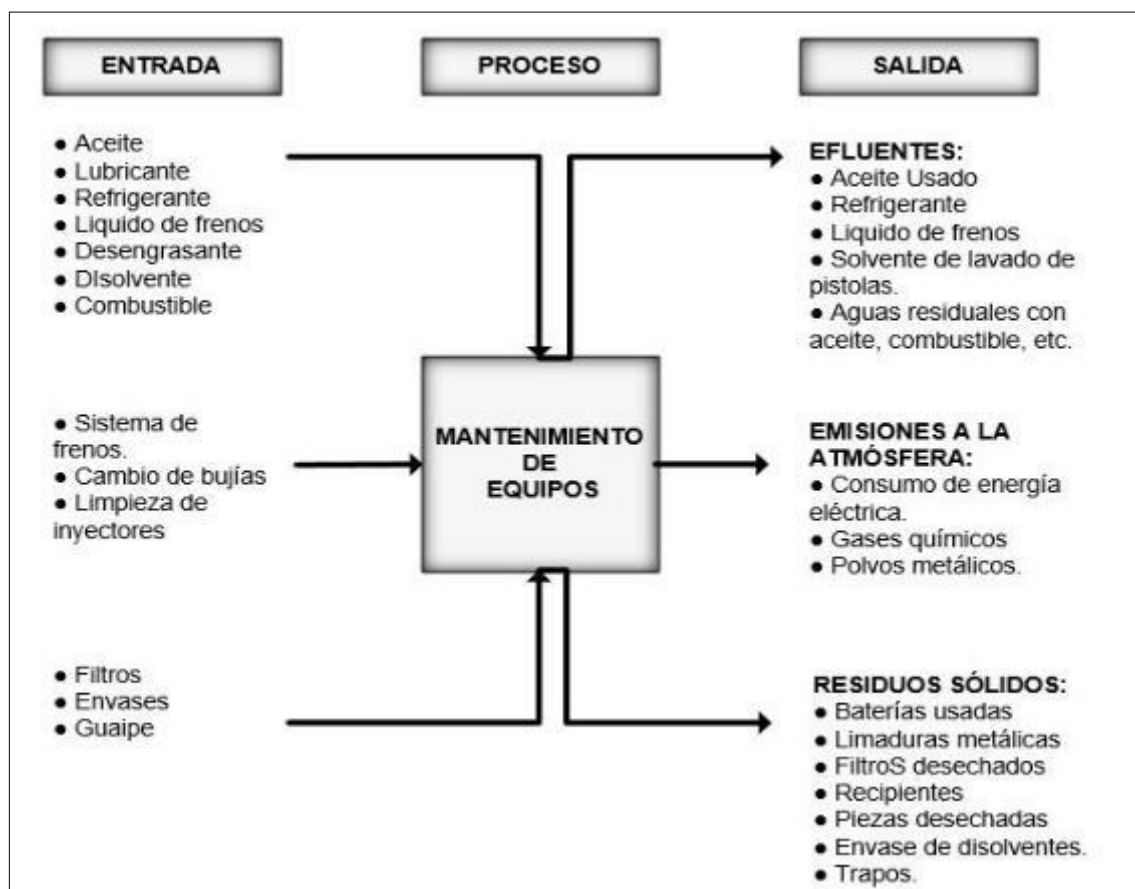 ENTRADA
PROCESO
SALIDA
● Aceite
● Lubricante
● Refrigerante
● Liquido de frenos
● Desengrasante
● DIsolvente
● Combustible
● Sistema de
frenos.
● Cambio de bujías
● Limpieza de
inyectores
● Filtros
● Envases
● Guaipe
MANTENIMIENTO
DE
EQUIPOS
EFLUENTES:
● Aceite Usado
● Refrigerante
● Liquido de frenos
● Solvente de lavado de
pistolas.
● Aguas residuales con
aceite, combustible, etc.
EMISIONES A LA
ATMÓSFERA:
● Consumo de energía
eléctrica.
● Gases químicos
● Polvos metálicos.
RESIDUOS SÓLIDOS:
● Baterías usadas
● Limaduras metálicas
● FiltroS desechados
● Recipientes
● Piezas desechadas
● Envase de disolventes.
● Trapos.